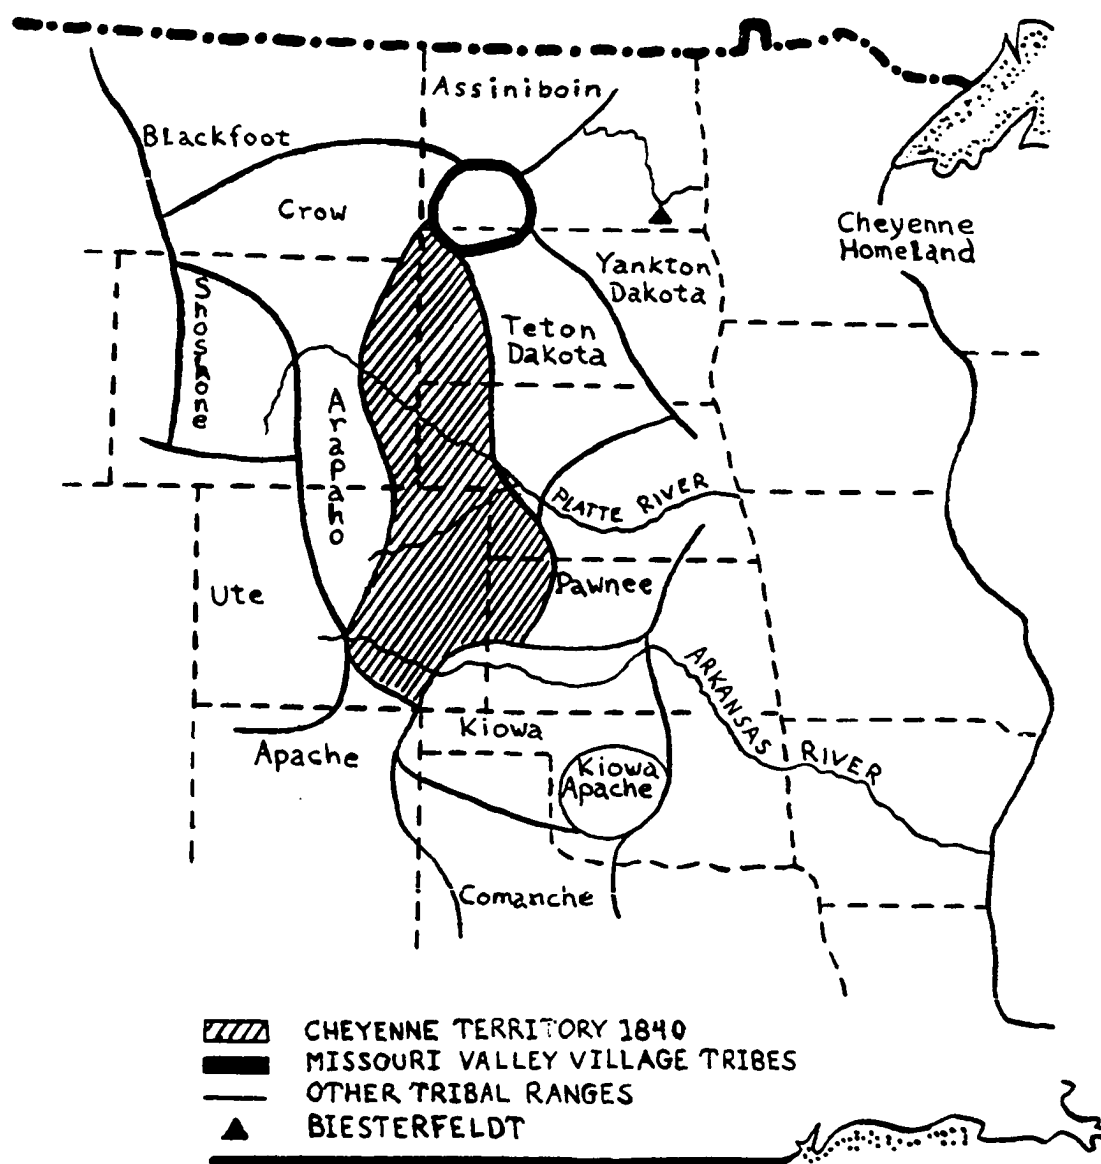 Assiniboin
Blackfoot
Crow
Cheyenne
Homeland
Yankton
Dakota
Shoshone
Teton
Dakota
Arapaho
PLATTE RIVER
Ute
Pawnee
ARKANSAS RIVER
Kiowa
Apache
Kiowa
Apache
Comanche
CHEYENNE TERRITORY 1840
MISSOURI VALLEY VILLAGE TRIBES
OTHER TRIBAL RANGES
BIESTERFELDT